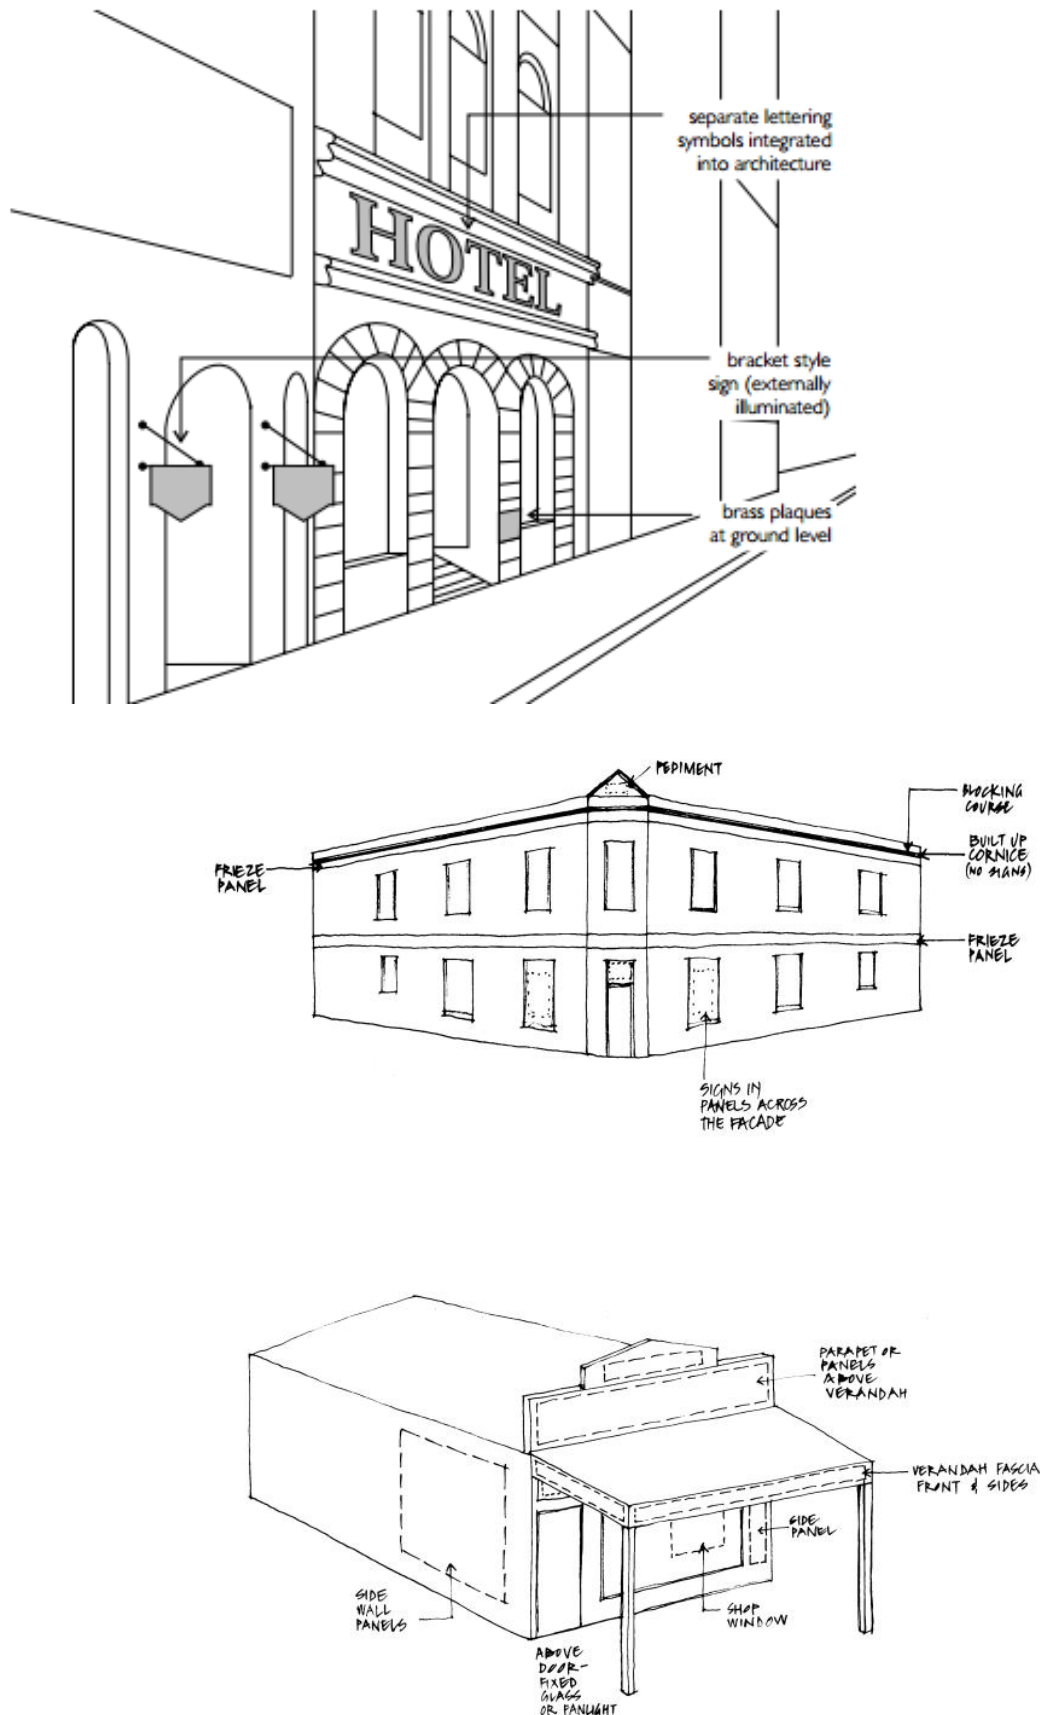 separate lettering
symbols integrated
into architecture
HOTEL
bracket style
sign (externally
illuminated)
brass plaques
at ground level
PEDIMENT
BLOCKING
COURSE
BUILT UP
CORNICE
(NO SIGNS)
FRIEZE
PANEL
FRIEZE
PANEL
SIGNS IN
PANELS ACROSS
THE FACADE
PARAPET OR
PANELS
ABOVE
VERANDAH
VERANDAH FASCIA
FRONT & SIDES
SIDE
PANEL
SIDE
WALL
PANELS
SHOP
WINDOW
ABOVE
DOOR-
FIXED
GLASS
OR FANLIGHT